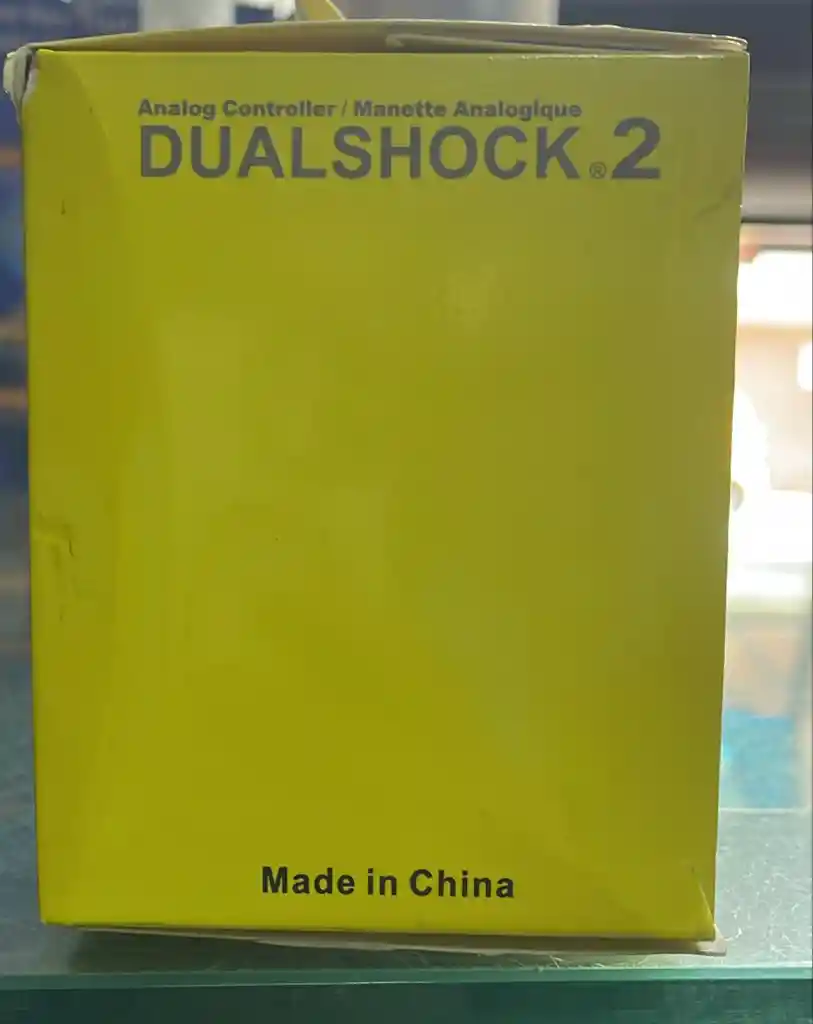 Analog Controller / Manette Analogique
DUALSHOCK®2
Made in China